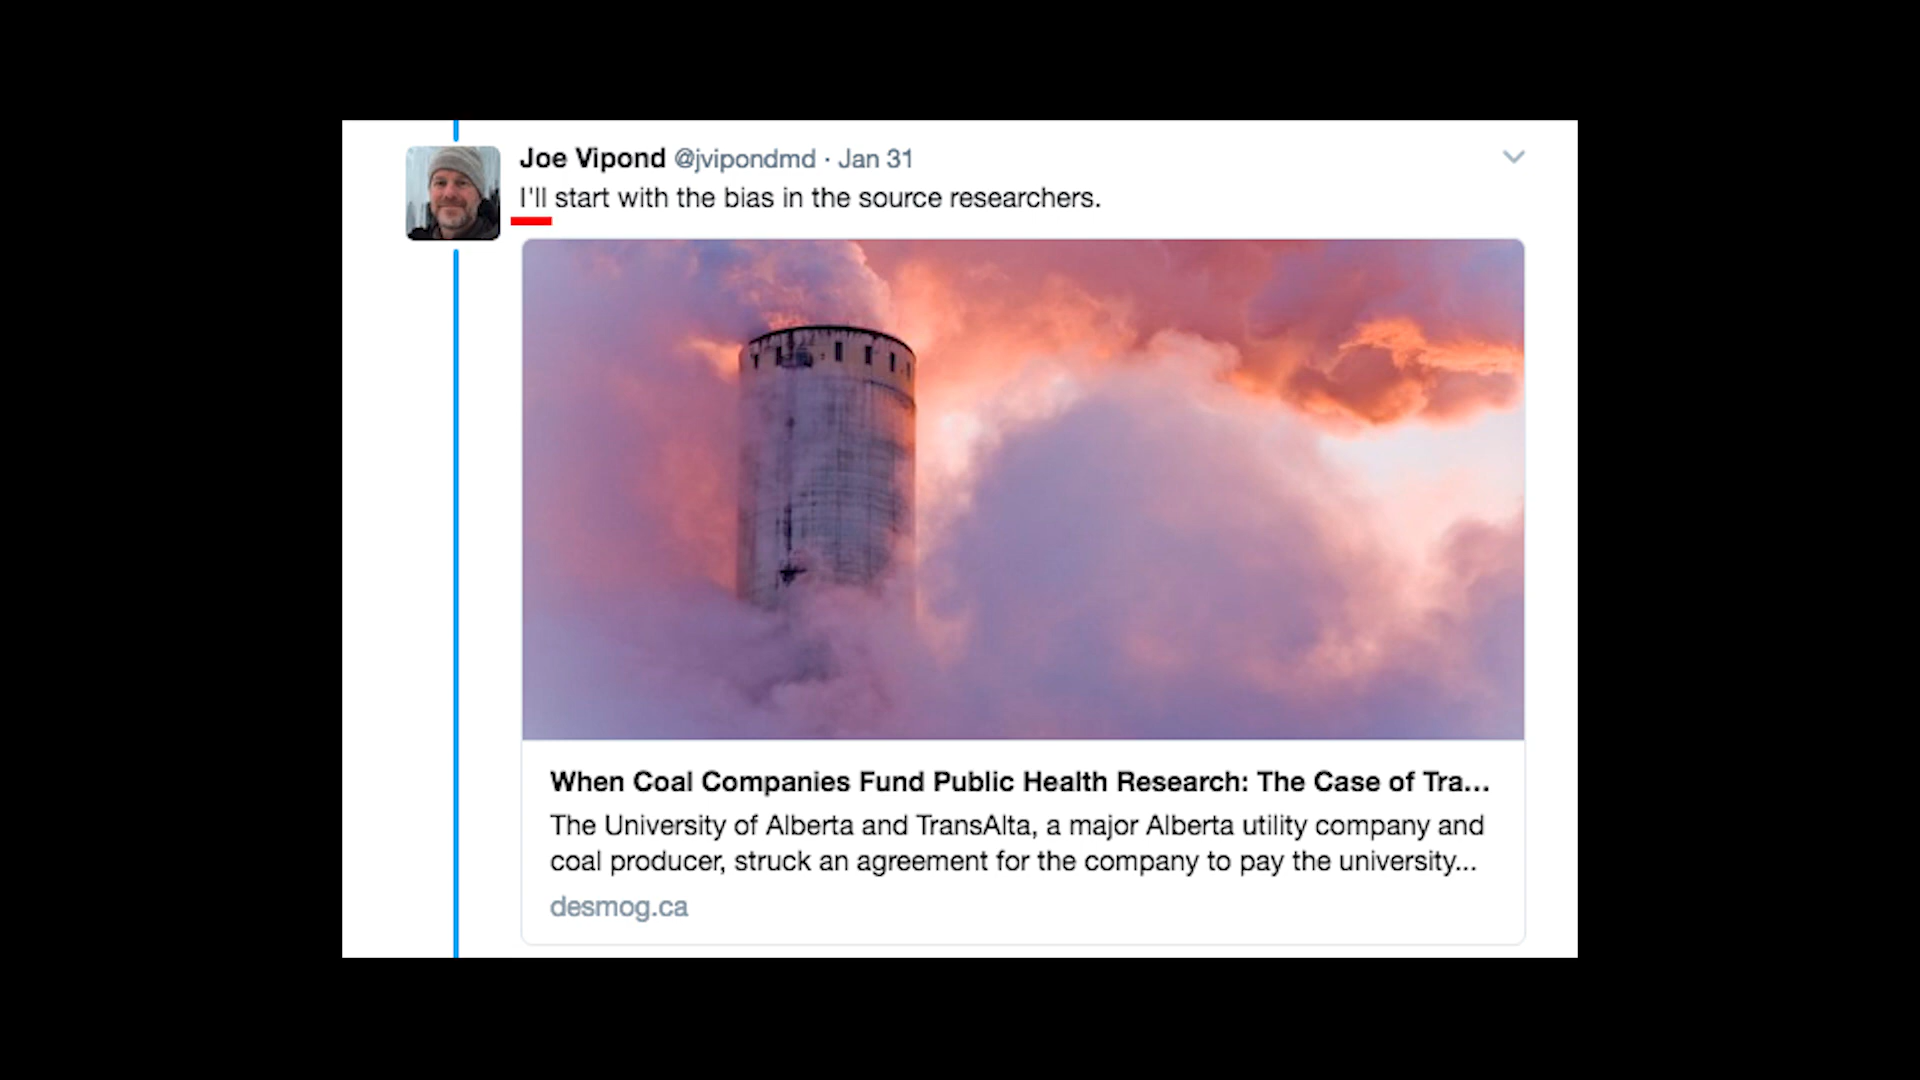 Joe Vipond @jvipondmd · Jan 31
I'll start with the bias in the source researchers.
When Coal Companies Fund Public Health Research: The Case of Tra...
The University of Alberta and TransAlta, a major Alberta utility company and
coal producer, struck an agreement for the company to pay the university...
desmog.ca